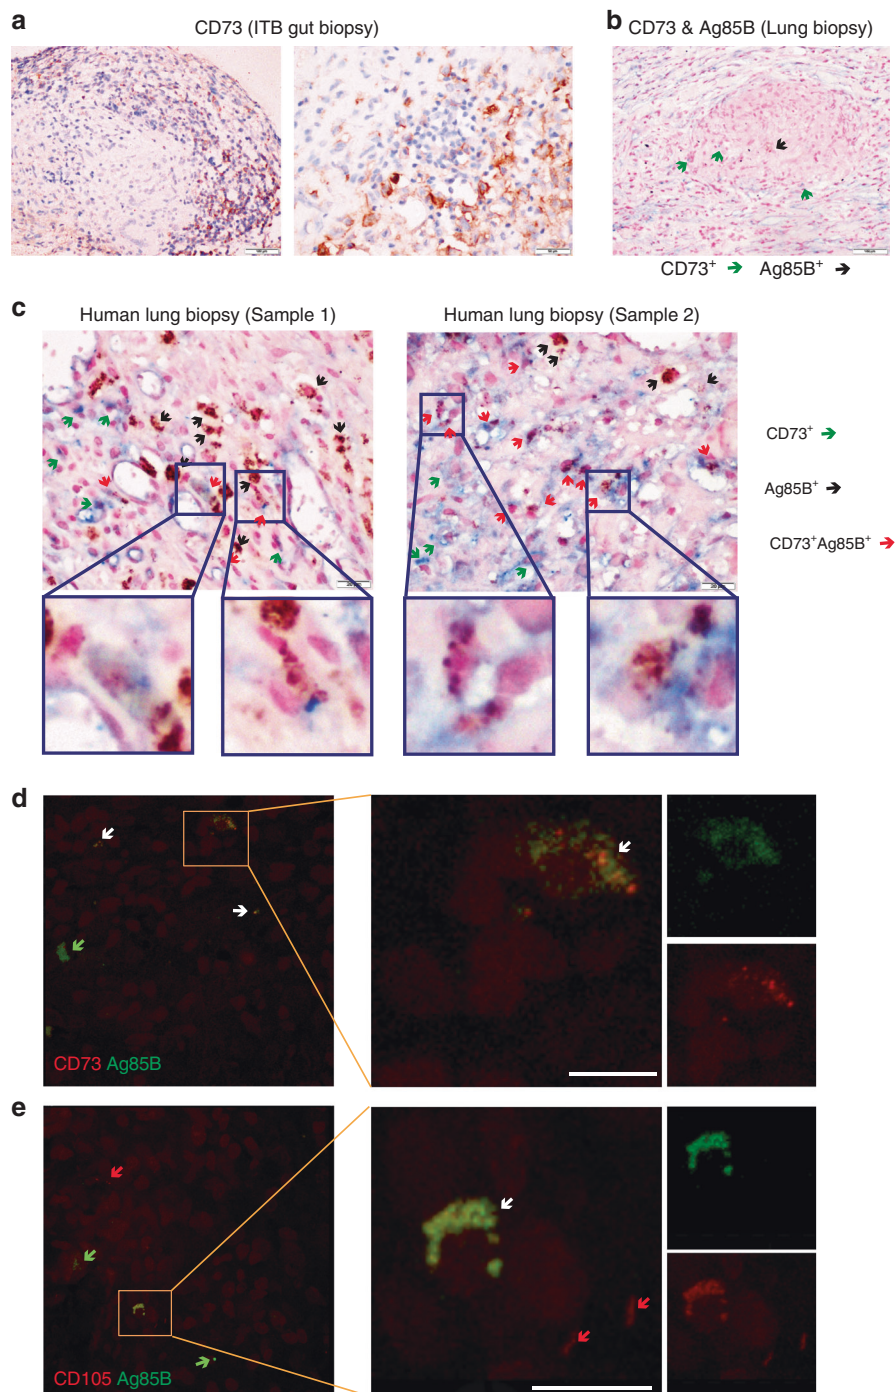 a
CD73 (ITB gut biopsy)
b
CD73 & Ag85B (Lung biopsy)
CD73+
Ag85B+
c
Human lung biopsy (Sample 1)
Human lung biopsy (Sample 2)
CD73+
Ag85B+
CD73+Ag85B+
d
CD73 Ag85B
e
CD105 Ag85B